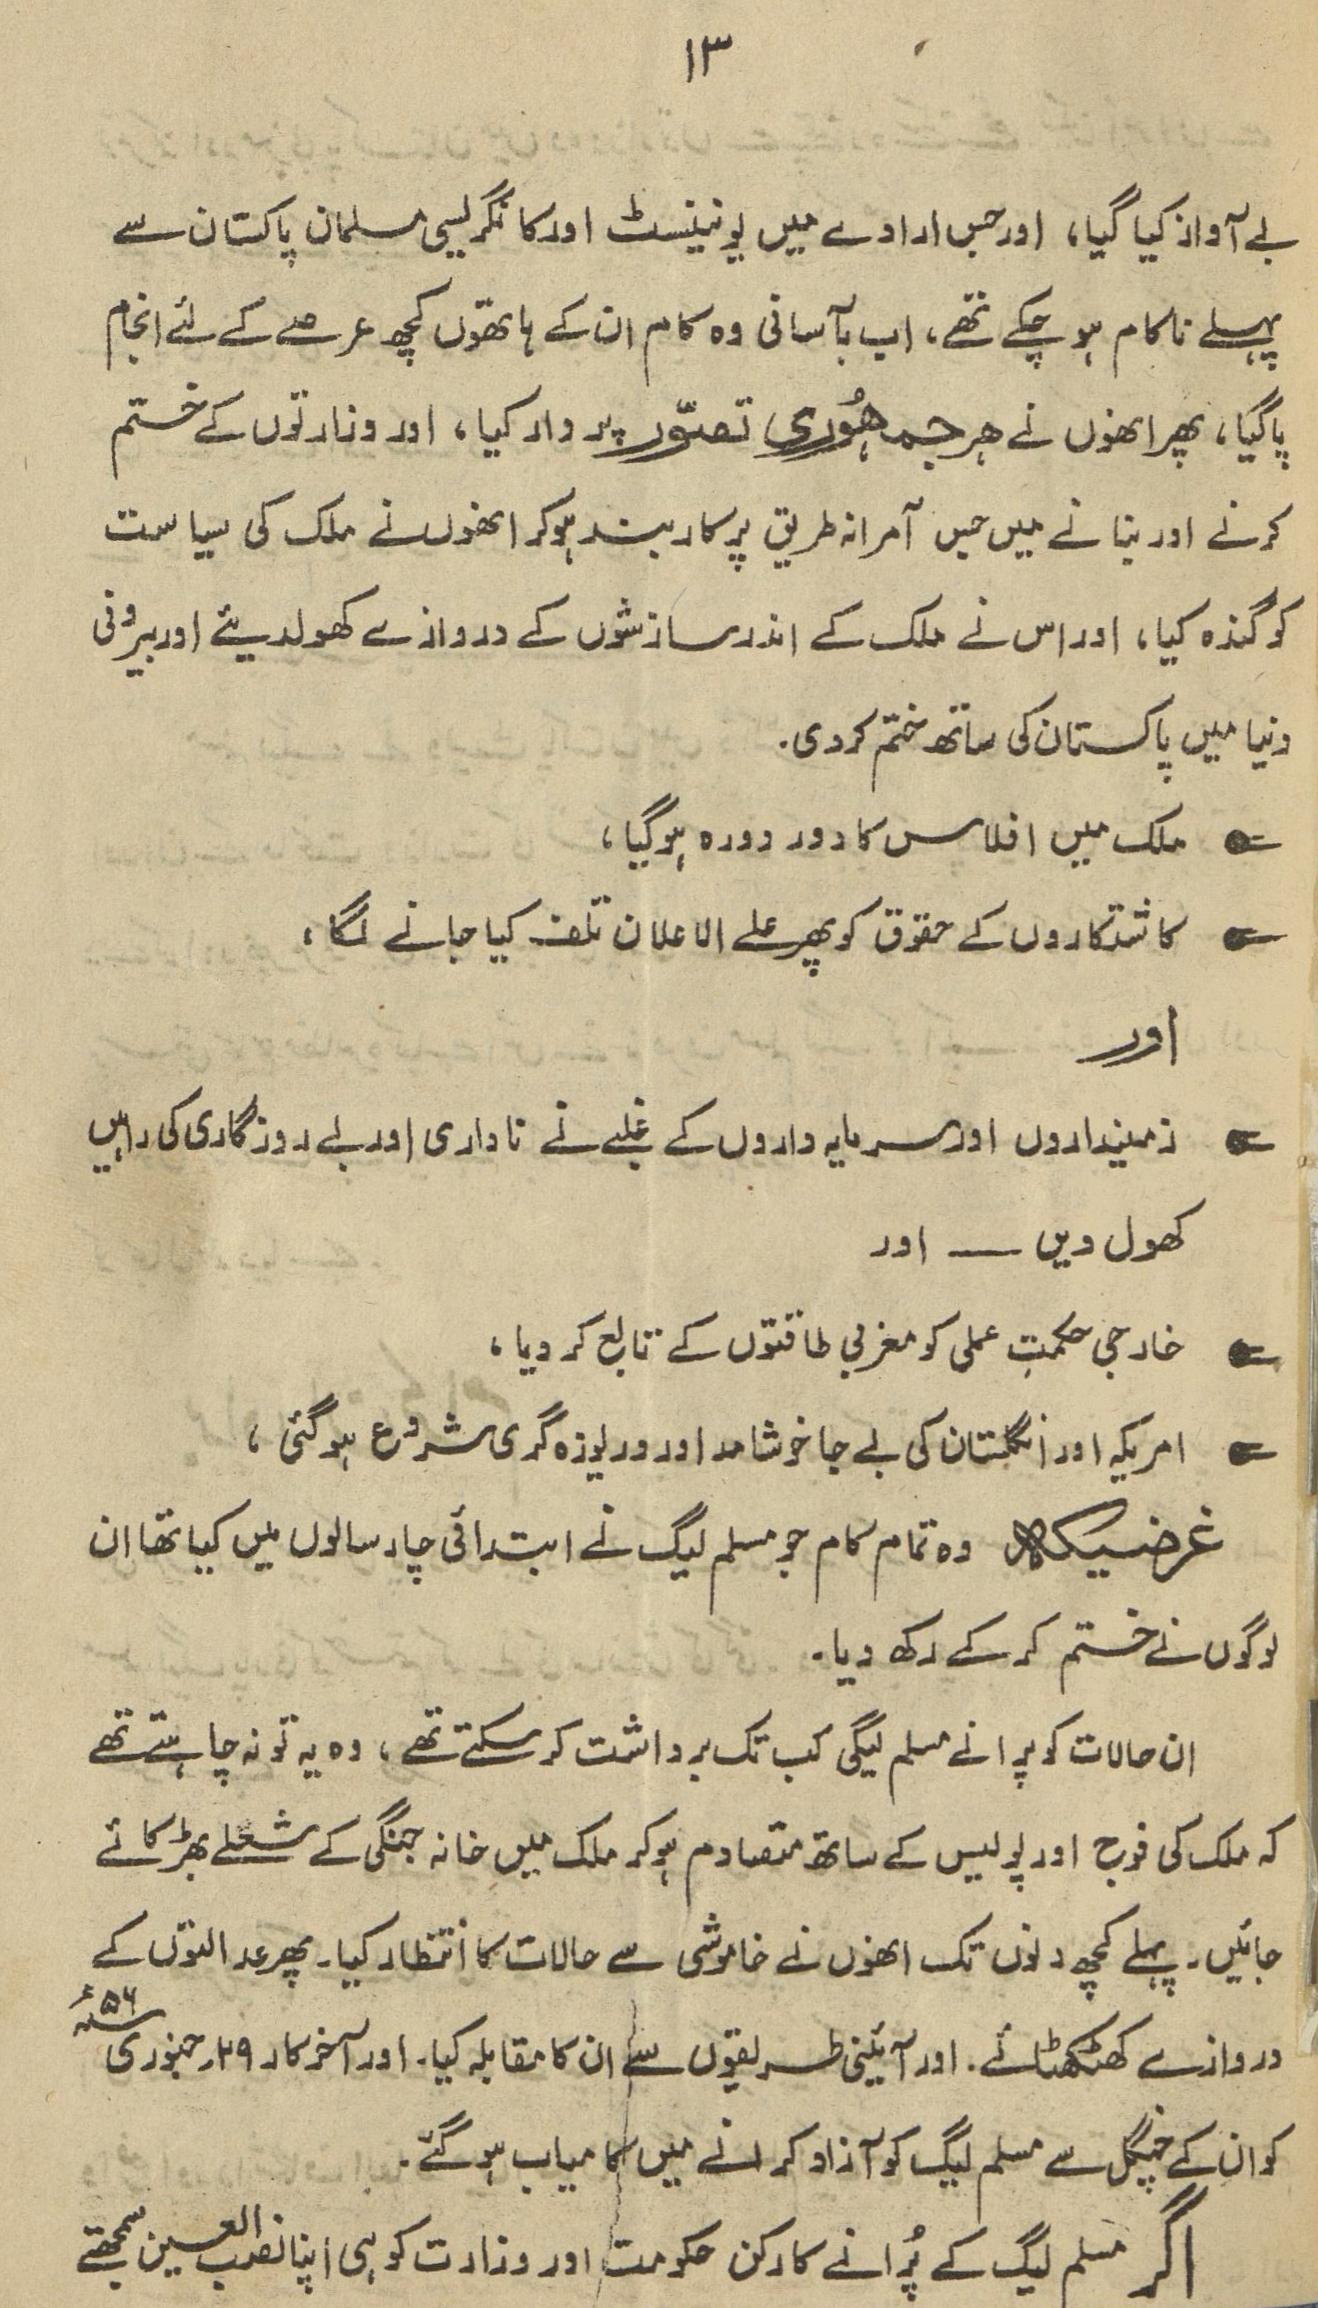 ۱۳
بے آواز کیا گیا، اور جس ارادے میں یونینسٹ اور کانگریسی مسلمان پاکستان سے
پہلے ناکام ہو چکے تھے، اب بآسانی وہ کام ان کے ہاتھوں کچھ عرصے کے لئے انجام
پا گیا، پھر انھوں نے ہر جمہُوری تصوّر پر وار کیا، اور وزارتوں کے ختم
کرنے اور بنانے میں جس آمرانہ طریق پر کاربند ہو کر انھوں نے ملک کی سیاست
کو گندہ کیا، اور اس نے ملک کے اندر سازشوں کے دروازے کھول دیئے اور بیرونی
دنیا میں پاکستان کی ساتھ ختم کر دی۔
ملک میں افلاس کا دور دورہ ہو گیا،
کاشتکاروں کے حقوق کو پھر علے الاعلان تلف کیا جانے لگا،
اور
زمینداروں اور سرمایہ داروں کے غلبے نے ناداری اور بے روزگاری کی راہیں
کھول دیں — اور
خارجی حکمتِ عملی کو مغربی طاقتوں کے تابع کر دیا،
امریکہ اور انگلستان کی بے جا خوشامد اور دریوزہ گری شروع ہو گئی،
غرضیکہ وہ تمام کام جو مسلم لیگ نے ابتدائی چار سالوں میں کیا تھا ان
لوگوں نے ختم کر کے رکھ دیا۔
ان حالات کو پرانے مسلم لیگی کب تک برداشت کر سکتے تھے، وہ یہ تو نہ چاہتے تھے
کہ ملک کی فوج اور پولیس کے ساتھ متصادم ہو کر ملک میں خانہ جنگی کے شعلے بھڑکائے
جائیں۔ پہلے کچھ دنوں تک انھوں نے خاموشی سے حالات کا انتظار کیا۔ پھر عدالتوں کے
دروازے کھٹکھٹائے۔ اور آئینی طریقوں سے ان کا مقابلہ کیا۔ اور آخر کار ۲۹؍ جنوری ۵۶ء
کو ان کے چنگل سے مسلم لیگ کو آزاد کرانے میں کامیاب ہو گئے۔
اگر مسلم لیگ کے پُرانے کارکن حکومت اور وزارت کو ہی اپنا نصب العین سمجھتے